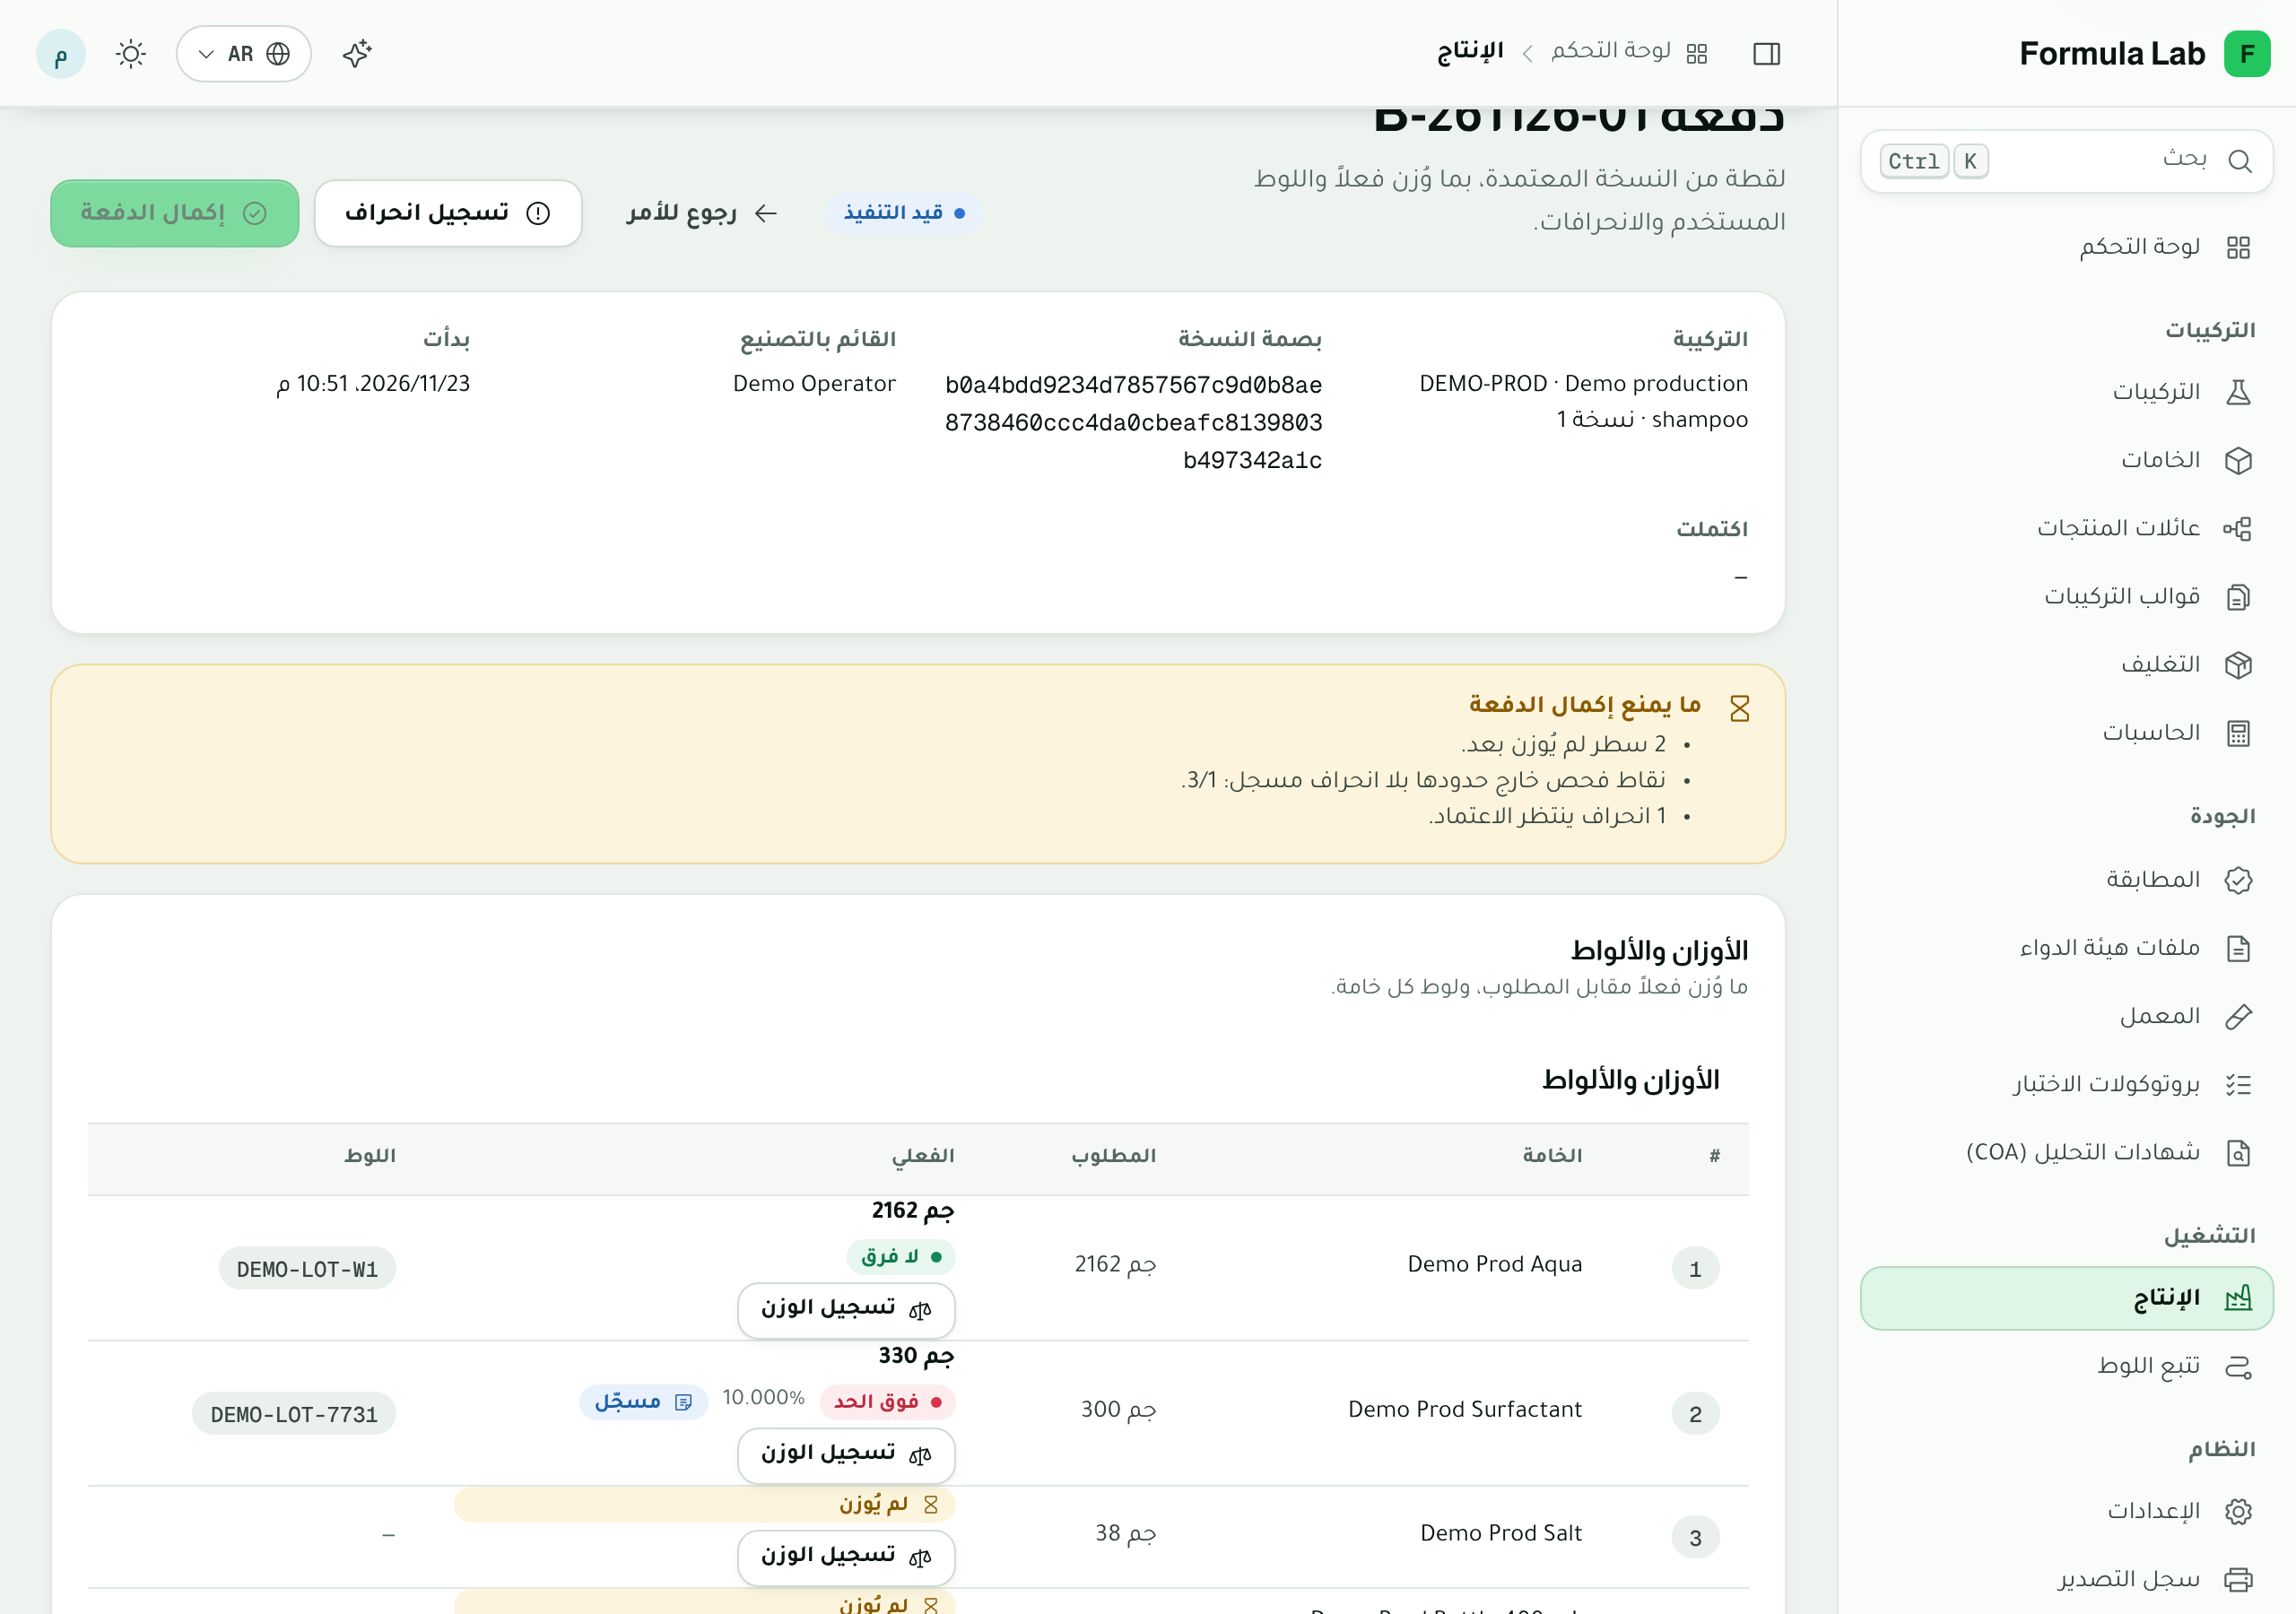 Formula Lab
F
بحث
Ctrl K
لوحة التحكم
التركيبات
التركيبات
الخامات
عائلات المنتجات
قوالب التركيبات
التغليف
الحاسبات
الجودة
المطابقة
ملفات هيئة الدواء
المعمل
بروتوكولات الاختبار
شهادات التحليل (COA)
التشغيل
الإنتاج
تتبع اللوط
النظام
الإعدادات
سجل التصدير
لوحة التحكم
الإنتاج
AR
م
دفعة B-261126-01
لقطة من النسخة المعتمدة، بما وُزن فعلاً واللوط
المستخدم والانحرافات.
قيد التنفيذ
رجوع للأمر
تسجيل انحراف
إكمال الدفعة
التركيبة
DEMO-PROD · Demo production
shampoo · نسخة 1
بصمة النسخة
b0a4bdd9234d7857567c9d0b8ae
8738460ccc4da0cbeafc8139803
b497342a1c
القائم بالتصنيع
Demo Operator
بدأت
2026/11/23، 10:51 م
اكتملت
–
ما يمنع إكمال الدفعة
• 2 سطر لم يُوزن بعد.
• نقاط فحص خارج حدودها بلا انحراف مسجل: 3/1.
• 1 انحراف ينتظر الاعتماد.
الأوزان والألواط
ما وُزن فعلاً مقابل المطلوب، ولوط كل خامة.
الأوزان والألواط
# الخامة المطلوب الفعلي اللوط
1 Demo Prod Aqua 2162 جم 2162 جم DEMO-LOT-W1
لا فرق
تسجيل الوزن
2 Demo Prod Surfactant 300 جم 330 جم DEMO-LOT-7731
فوق الحد 10.000% مسجّل
تسجيل الوزن
3 Demo Prod Salt 38 جم لم يُوزن –
تسجيل الوزن
لم يُوزن